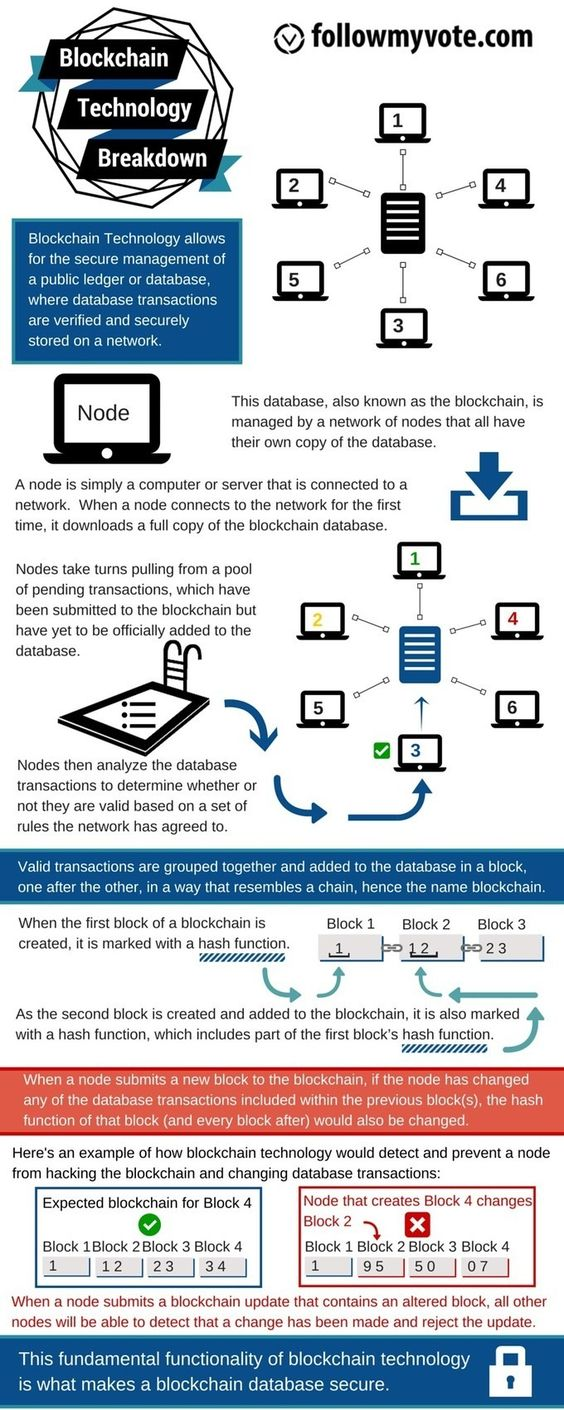 Blockchain
Technology
Breakdown
followmyvote.com
1
2
4
5
6
3
Blockchain Technology allows
for the secure management of
a public ledger or database,
where database transactions
are verified and securely
stored on a network.
Node
This database, also known as the blockchain, is
managed by a network of nodes that all have
their own copy of the database.
A node is simply a computer or server that is connected to a
network. When a node connects to the network for the first
time, it downloads a full copy of the blockchain database.
Nodes take turns pulling from a pool
of pending transactions, which have
been submitted to the blockchain but
have yet to be officially added to the
database.
1
2
4
5
6
3
Nodes then analyze the database
transactions to determine whether or
not they are valid based on a set of
rules the network has agreed to.
Valid transactions are grouped together and added to the database in a block,
one after the other, in a way that resembles a chain, hence the name blockchain.
When the first block of a blockchain is
created, it is marked with a hash function.
Block 1 Block 2 Block 3
1 1 2 2 3
As the second block is created and added to the blockchain, it is also marked
with a hash function, which includes part of the first block's hash function.
When a node submits a new block to the blockchain, if the node has changed
any of the database transactions included within the previous block(s), the hash
function of that block (and every block after) would also be changed.
Here's an example of how blockchain technology would detect and prevent a node
from hacking the blockchain and changing database transactions:
Expected blockchain for Block 4
Block 1 Block 2 Block 3 Block 4
1 1 2 2 3 3 4
Node that creates Block 4 changes
Block 2
Block 1 Block 2 Block 3 Block 4
1 9 5 5 0 0 7
When a node submits a blockchain update that contains an altered block, all other
nodes will be able to detect that a change has been made and reject the update.
This fundamental functionality of blockchain technology
is what makes a blockchain database secure.